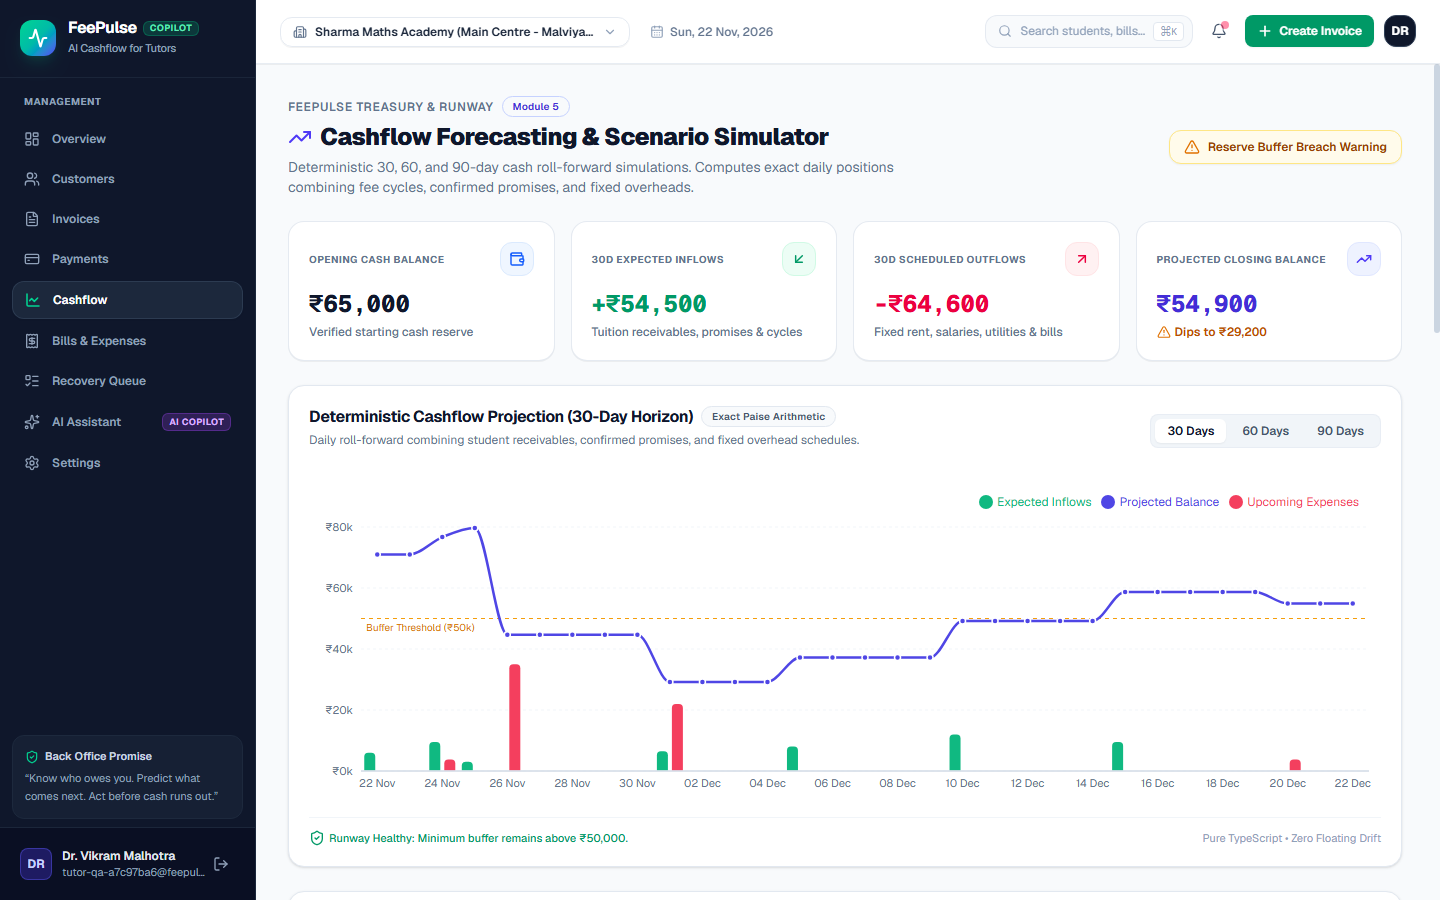 FeePulse COPILOT
AI Cashflow for Tutors
MANAGEMENT
Overview
Customers
Invoices
Payments
Cashflow
Bills & Expenses
Recovery Queue
AI Assistant AI COPILOT
Settings
Back Office Promise
“Know who owes you. Predict what
comes next. Act before cash runs out.”
DR
Dr. Vikram Malhotra
tutor-qa-a7c97ba6@feepul...
Sharma Maths Academy (Main Centre - Malviya...
Sun, 22 Nov, 2026
Search students, bills... ⌘K
Create Invoice
DR
FEEPULSE TREASURY & RUNWAY Module 5
Cashflow Forecasting & Scenario Simulator
Deterministic 30, 60, and 90-day cash roll-forward simulations. Computes exact daily positions
combining fee cycles, confirmed promises, and fixed overheads.
Reserve Buffer Breach Warning
OPENING CASH BALANCE
₹65,000
Verified starting cash reserve
30D EXPECTED INFLOWS
+₹54,500
Tuition receivables, promises & cycles
30D SCHEDULED OUTFLOWS
-₹64,600
Fixed rent, salaries, utilities & bills
PROJECTED CLOSING BALANCE
₹54,900
Dips to ₹29,200
Deterministic Cashflow Projection (30-Day Horizon) Exact Paise Arithmetic
Daily roll-forward combining student receivables, confirmed promises, and fixed overhead schedules.
30 Days 60 Days 90 Days
Expected Inflows Projected Balance Upcoming Expenses
₹80k
₹60k
Buffer Threshold (₹50k)
₹40k
₹20k
₹0k
22 Nov 24 Nov 26 Nov 28 Nov 30 Nov 02 Dec 04 Dec 06 Dec 08 Dec 10 Dec 12 Dec 14 Dec 16 Dec 18 Dec 20 Dec 22 Dec
Runway Healthy: Minimum buffer remains above ₹50,000.
Pure TypeScript • Zero Floating Drift